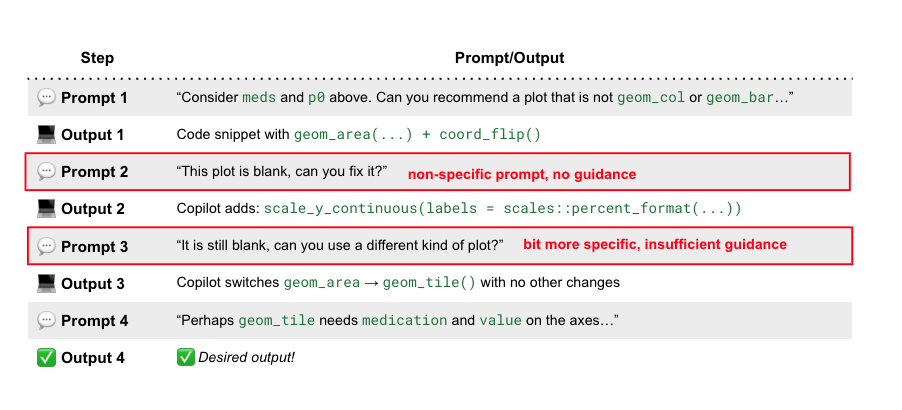 Step Prompt/Output
Prompt 1 “Consider meds and p0 above. Can you recommend a plot that is not geom_col or geom_bar…”
Output 1 Code snippet with geom_area(...) + coord_flip()
Prompt 2 “This plot is blank, can you fix it?” non-specific prompt, no guidance
Output 2 Copilot adds: scale_y_continuous(labels = scales::percent_format(...))
Prompt 3 “It is still blank, can you use a different kind of plot?” bit more specific, insufficient guidance
Output 3 Copilot switches geom_area → geom_tile() with no other changes
Prompt 4 “Perhaps geom_tile needs medication and value on the axes…”
Output 4 Desired output!